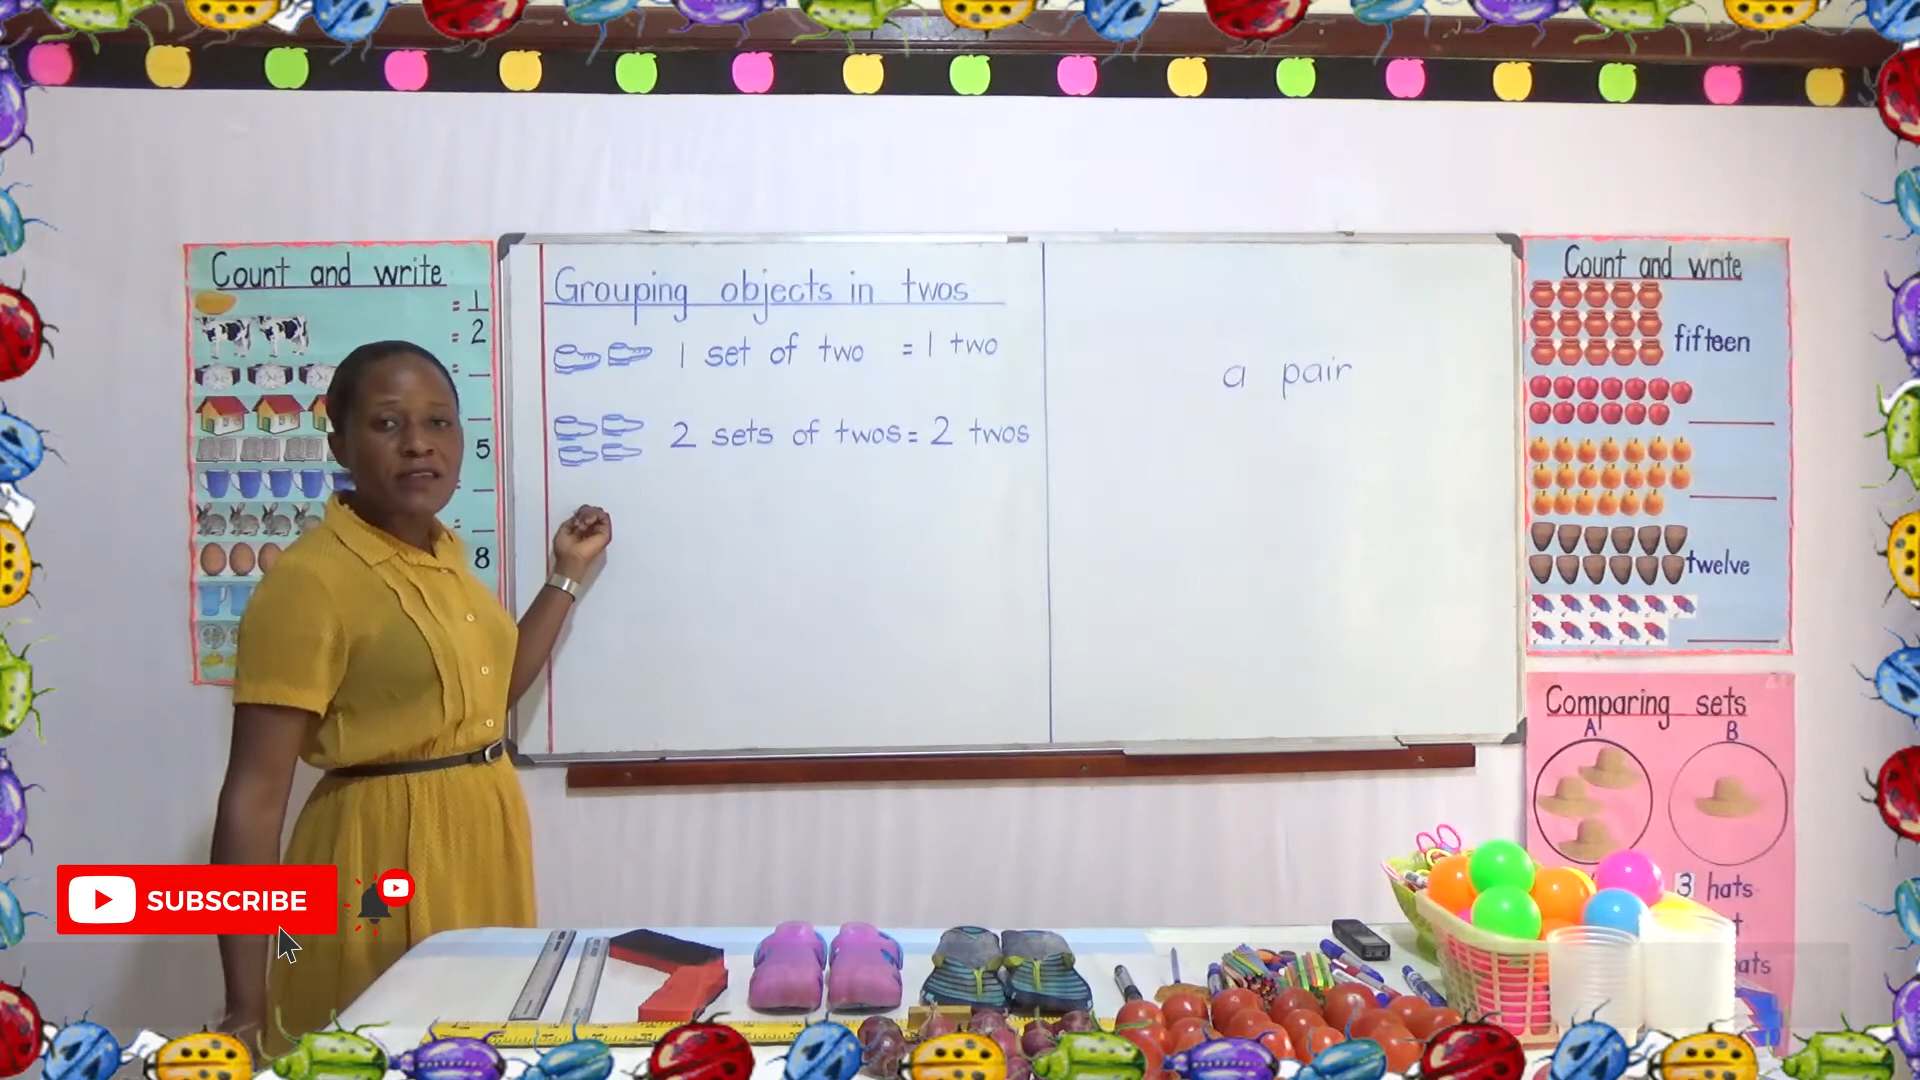 Count and write
= 1
= 2
= _
5
= _
8
Grouping objects in twos
1 set of two = 1 two
2 sets of twos = 2 twos
a pair
Count and write
fifteen
twelve
Comparing sets
A B
3 hats
SUBSCRIBE